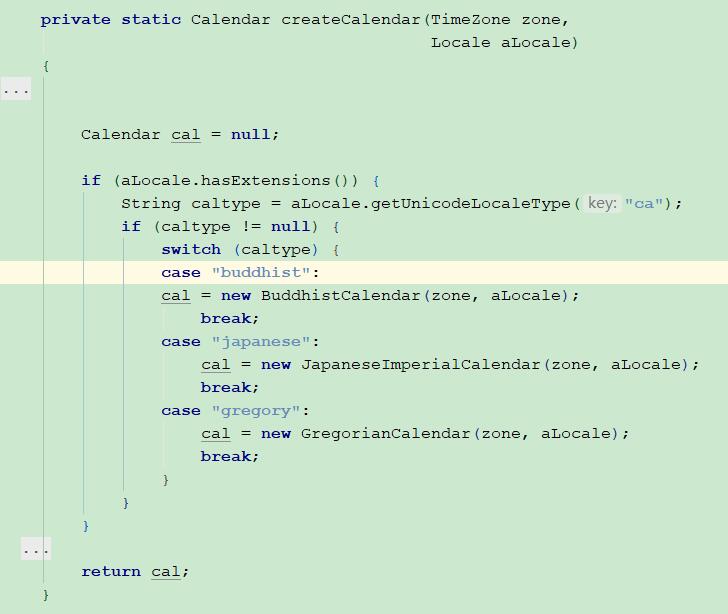 private static Calendar createCalendar(TimeZone zone,
                                       Locale aLocale)
{
...
    Calendar cal = null;
    if (aLocale.hasExtensions()) {
        String caltype = aLocale.getUnicodeLocaleType( key: "ca");
        if (caltype != null) {
            switch (caltype) {
            case "buddhist":
            cal = new BuddhistCalendar(zone, aLocale);
                break;
            case "japanese":
                cal = new JapaneseImperialCalendar(zone, aLocale);
                break;
            case "gregory":
                cal = new GregorianCalendar(zone, aLocale);
                break;
            }
        }
    }
...
    return cal;
}